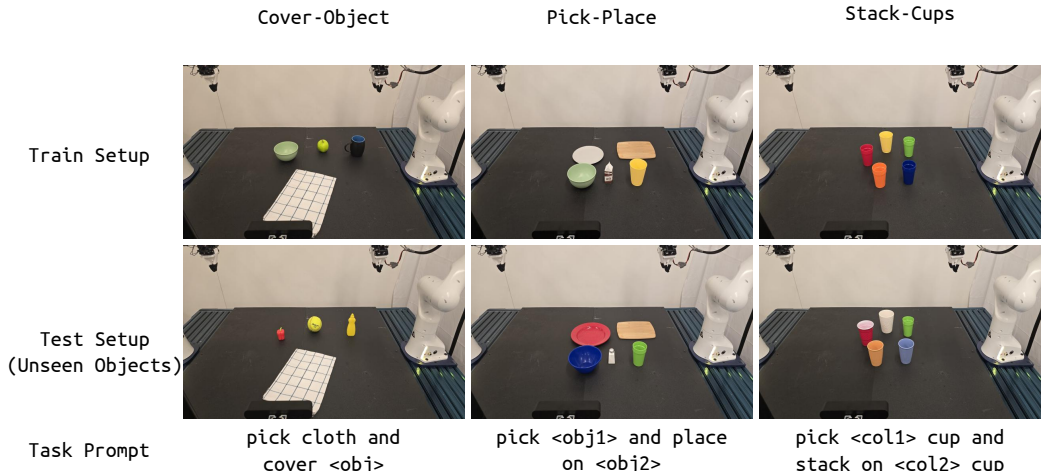 Cover-Object
Pick-Place
Stack-Cups
Train Setup
Test Setup
(Unseen Objects)
Task Prompt
pick cloth and
cover <obj>
pick <obj1> and place
on <obj2>
pick <col1> cup and
stack on <col2> cup